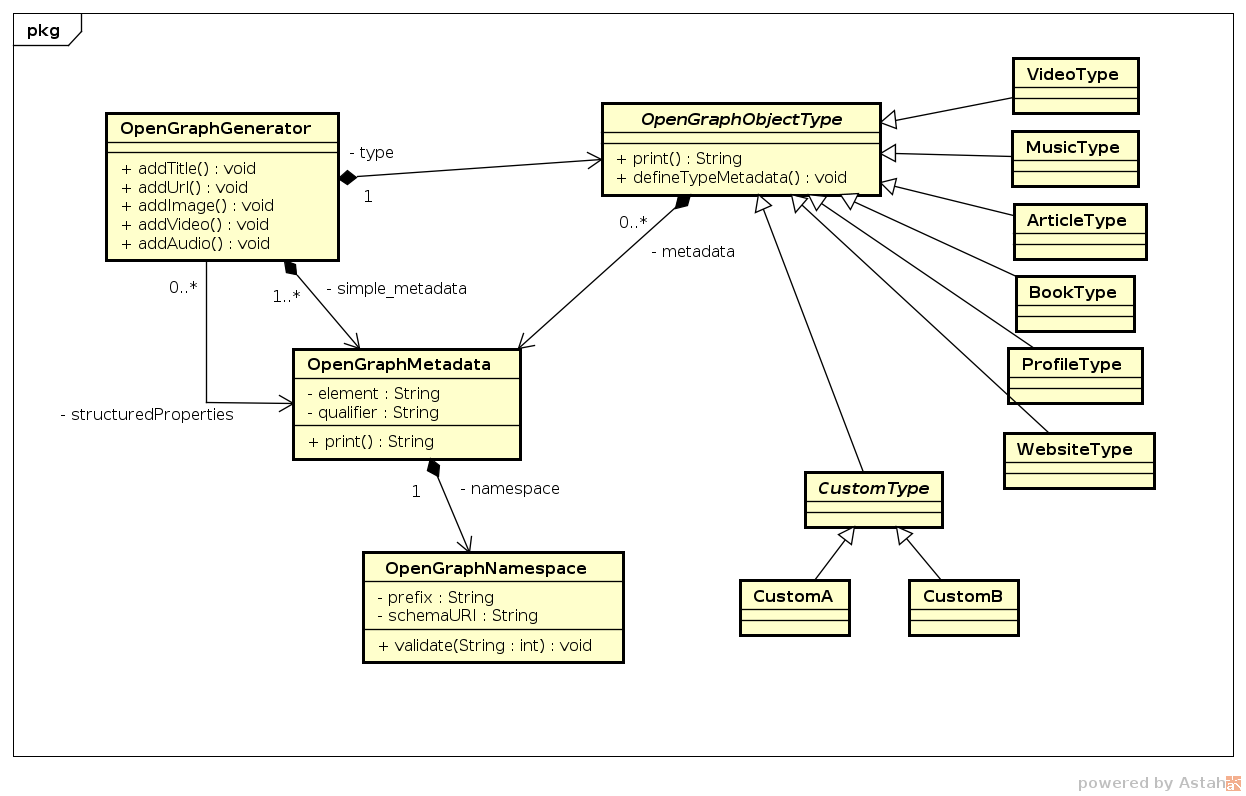 pkg
OpenGraphGenerator
+ addTitle() : void
+ addUrl() : void
+ addImage() : void
+ addVideo() : void
+ addAudio() : void
- type
1
OpenGraphObjectType
+ print() : String
+ defineTypeMetadata() : void
VideoType
MusicType
ArticleType
BookType
ProfileType
WebsiteType
0..*
- metadata
0..*
1..*
- simple_metadata
- structuredProperties
OpenGraphMetadata
- element : String
- qualifier : String
+ print() : String
1
- namespace
OpenGraphNamespace
- prefix : String
- schemaURI : String
+ validate(String : int) : void
CustomType
CustomA
CustomB
powered by Astah